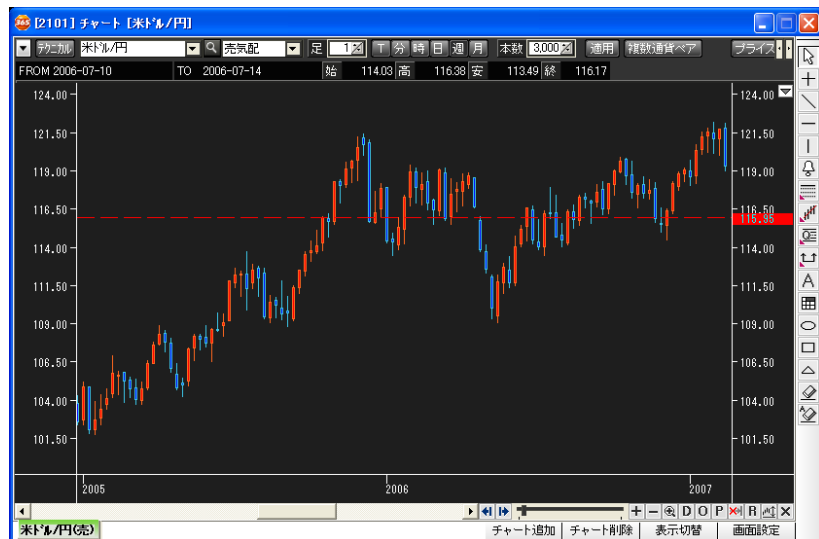 [2101] チャート [米ドル/円]
テクニカル 米ドル/円 売気配 足 1 T 分 時 日 週 月 本数 3,000 適用 複数通貨ペア プライス
FROM 2006-07-10 TO 2006-07-14 始 114.03 高 116.38 安 113.49 終 116.17
124.00 124.00
121.50 121.50
119.00 119.00
116.50 116.50
114.00 114.00
111.50 111.50
109.00 109.00
106.50 106.50
104.00 104.00
101.50 101.50
2005 2006 2007
D O P R
米ドル/円(売) チャート追加 チャート削除 表示切替 画面設定